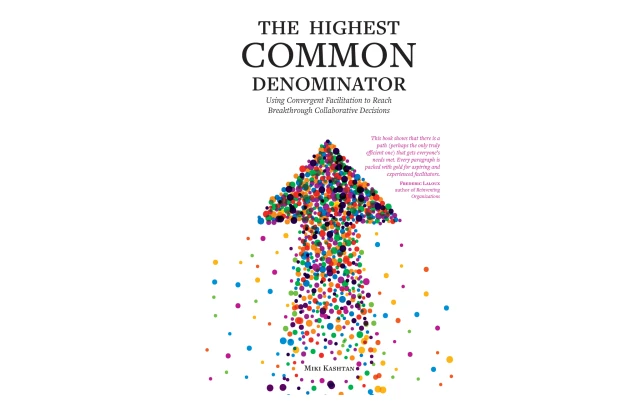 THE HIGHEST
COMMON
DENOMINATOR
Using Convergent Facilitation to Reach
Breakthrough Collaborative Decisions
This book shows that there is a
path (perhaps the only truly
efficient one) that gets everyone's
needs met. Every paragraph is
packed with gold for aspiring and
experienced facilitators.
Frederic Laloux
author of Reinventing
Organizations
Miki Kashtan